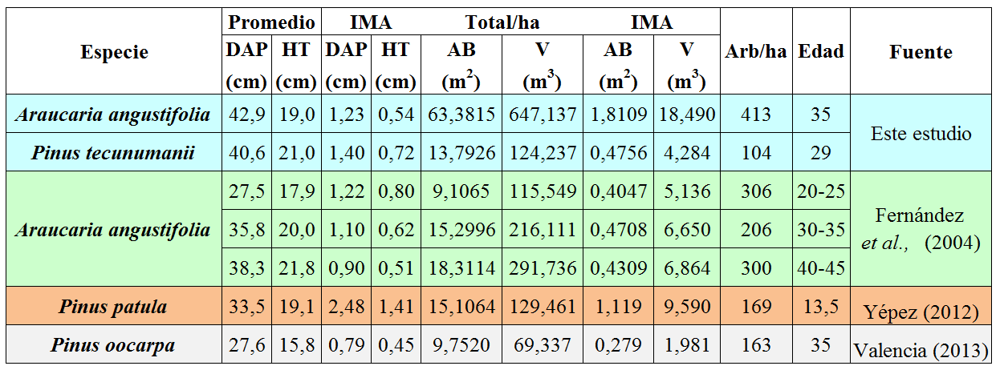 Especie Promedio IMA Total/ha IMA Arb/ha Edad Fuente
DAP (cm) HT (cm) DAP (cm) HT (cm) AB (m²) V (m³) AB (m²) V (m³)
Araucaria angustifolia 42,9 19,0 1,23 0,54 63,3815 647,137 1,8109 18,490 413 35 Este estudio
Pinus tecunumanii 40,6 21,0 1,40 0,72 13,7926 124,237 0,4756 4,284 104 29
Araucaria angustifolia 27,5 17,9 1,22 0,80 9,1065 115,549 0,4047 5,136 306 20-25 Fernández et al., (2004)
35,8 20,0 1,10 0,62 15,2996 216,111 0,4708 6,650 206 30-35
38,3 21,8 0,90 0,51 18,3114 291,736 0,4309 6,864 300 40-45
Pinus patula 33,5 19,1 2,48 1,41 15,1064 129,461 1,119 9,590 169 13,5 Yépez (2012)
Pinus oocarpa 27,6 15,8 0,79 0,45 9,7520 69,337 0,279 1,981 163 35 Valencia (2013)